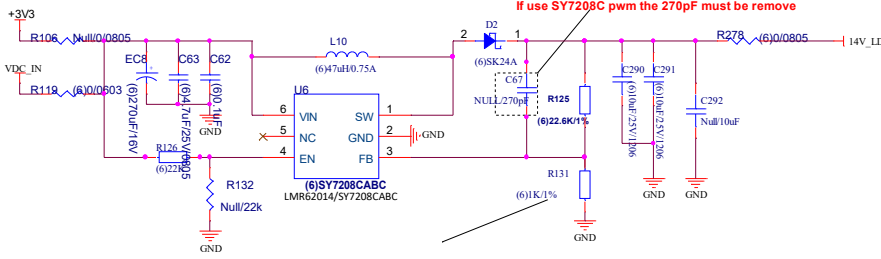 If use SY7208C pwm the 270pF must be remove
+3V3
R106 Null/0/0805
VDC_IN
R119 (6)0/0603
EC8
(6)270uF/16V
C63
(6)4.7uF/25V/0805
C62
(6)0.1uF
GND
L10
(6)47uH/0.75A
D2
2
1
(6)SK24A
R278
(6)0/0805
14V_LE
C67
NULL/270pF
R125
(6)22.6K/1%
C290
(6)10uF/25V/1206
C291
(6)10uF/25V/1206
C292
Null/10uF
GND
GND
U6
6
VIN
SW
1
5
NC
GND
2
GND
4
EN
FB
3
(6)SY7208CABC
LMR62014/SY7208CABC
R126
(6)22K
R132
Null/22k
GND
R131
(6)1K/1%
GND